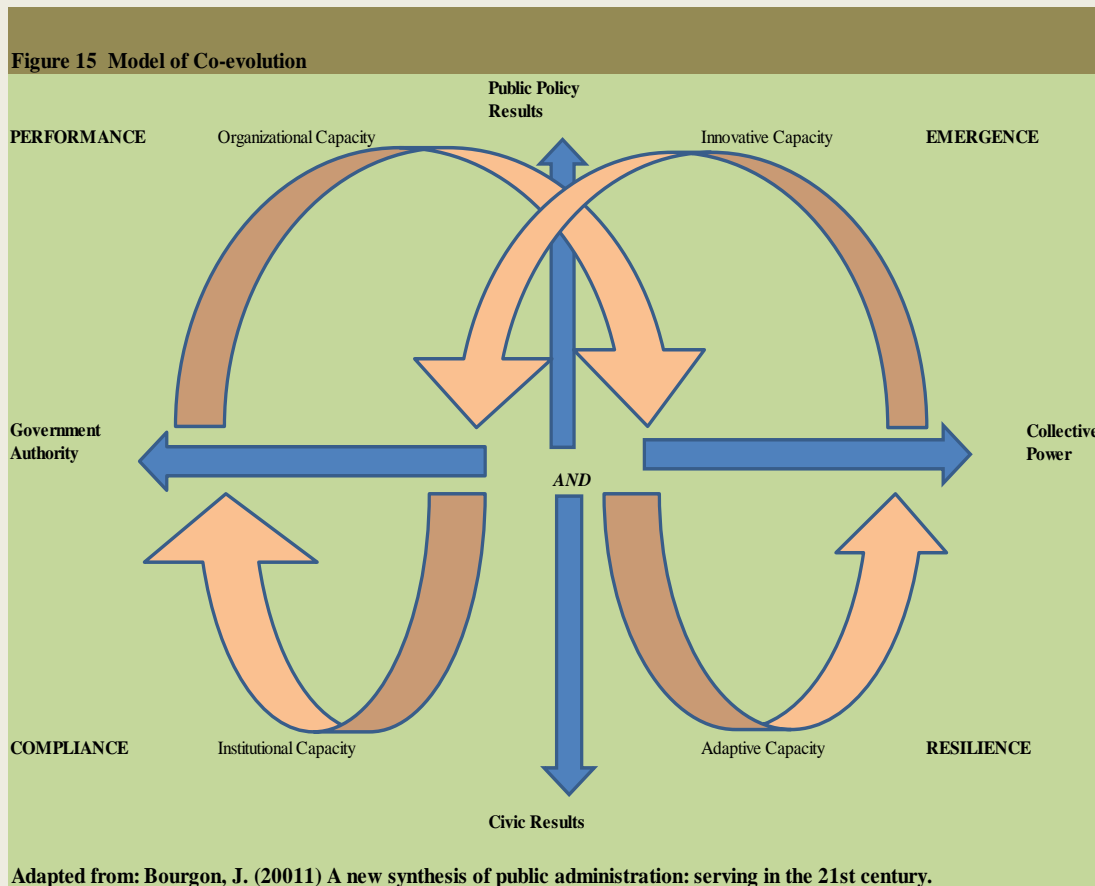 Figure 15 Model of Co-evolution
Public Policy
Results
PERFORMANCE
Organizational Capacity
Innovative Capacity
EMERGENCE
Government
Authority
Collective
Power
AND
COMPLIANCE
Institutional Capacity
Adaptive Capacity
RESILIENCE
Civic Results
Adapted from: Bourgon, J. (20011) A new synthesis of public administration: serving in the 21st century.